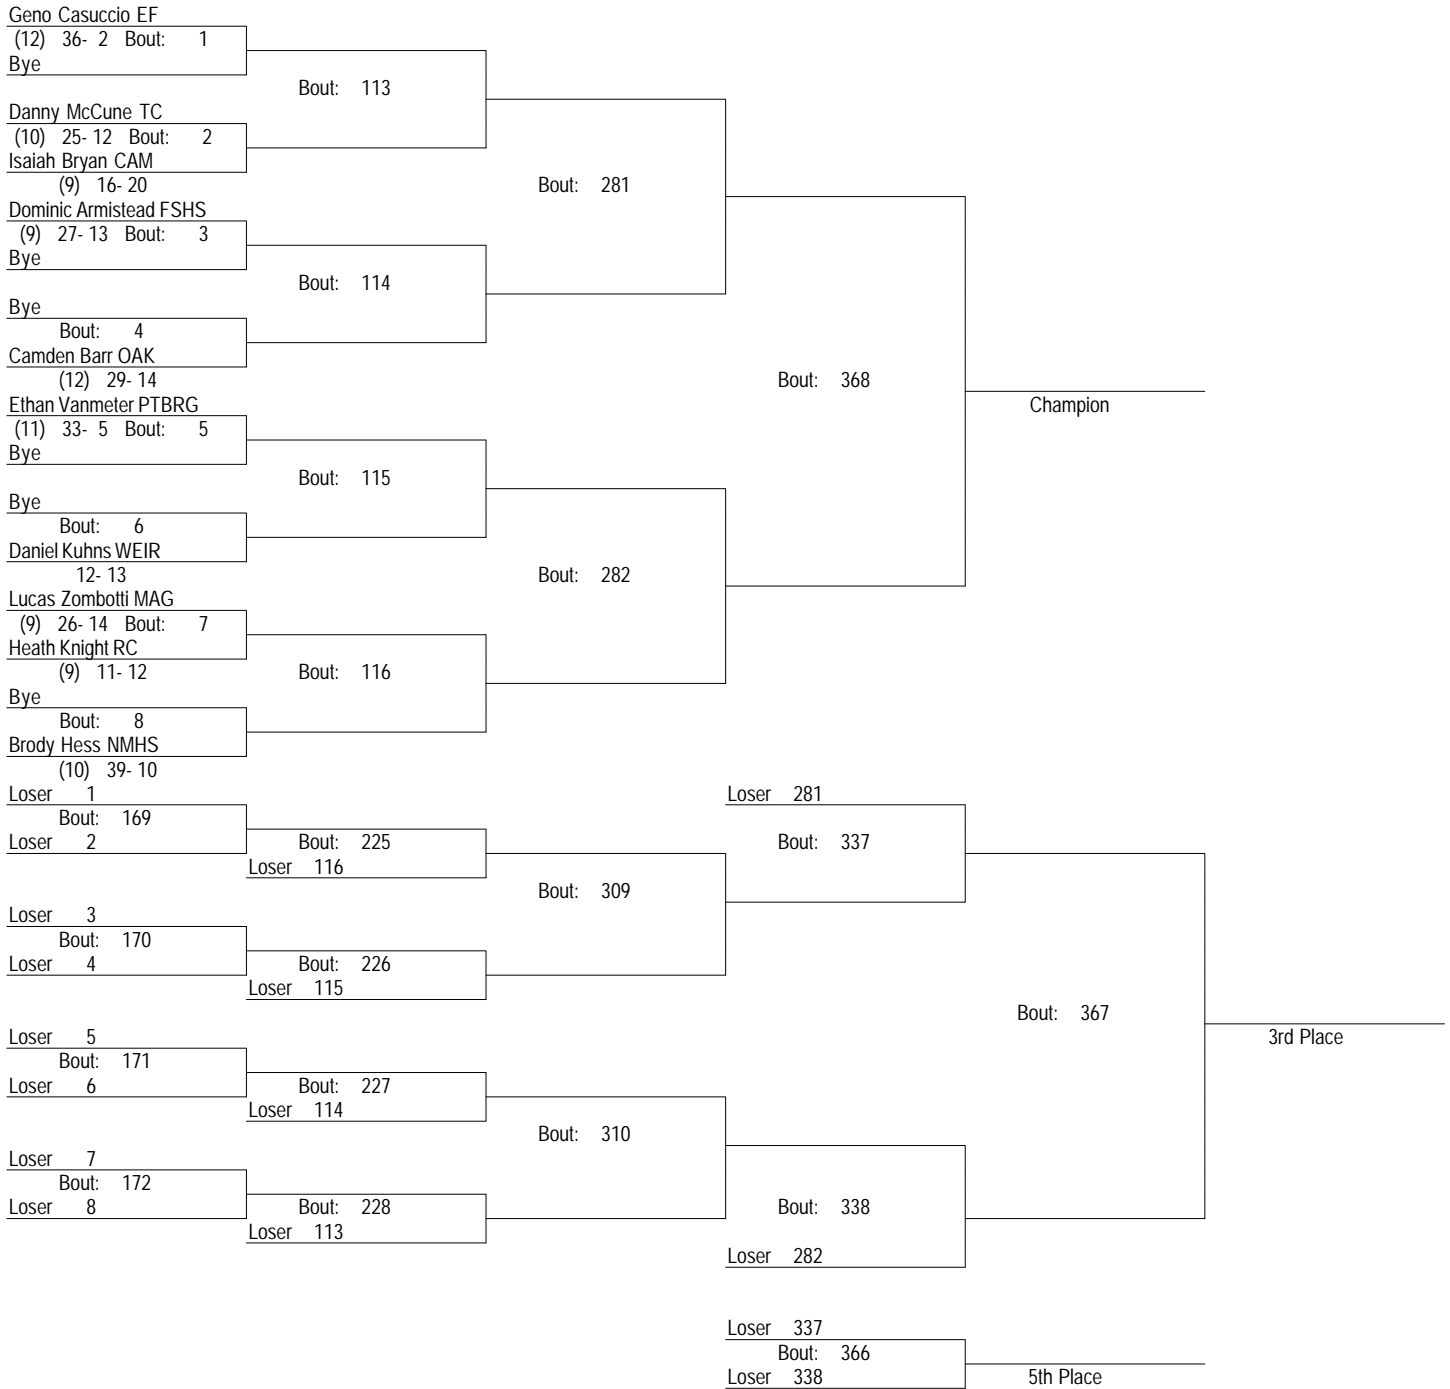 Geno Casuccio EF
(12) 36- 2 Bout: 1
Bye
Bout: 113
Danny McCune TC
(10) 25- 12 Bout: 2
Isaiah Bryan CAM
(9) 16- 20
Bout: 281
Dominic Armistead FSHS
(9) 27- 13 Bout: 3
Bye
Bout: 114
Bye
Bout: 4
Camden Barr OAK
(12) 29- 14
Bout: 368
Champion
Ethan Vanmeter PTBRG
(11) 33- 5 Bout: 5
Bye
Bout: 115
Bye
Bout: 6
Daniel Kuhns WEIR
12- 13
Bout: 282
Lucas Zombotti MAG
(9) 26- 14 Bout: 7
Heath Knight RC
(9) 11- 12
Bout: 116
Bye
Bout: 8
Brody Hess NMHS
(10) 39- 10
Loser 1
Bout: 169
Loser 2
Bout: 225
Loser 116
Loser 281
Bout: 337
Bout: 309
Loser 3
Bout: 170
Loser 4
Bout: 226
Loser 115
Bout: 367
3rd Place
Loser 5
Bout: 171
Loser 6
Bout: 227
Loser 114
Bout: 310
Loser 7
Bout: 172
Loser 8
Bout: 228
Loser 113
Bout: 338
Loser 282
Loser 337
Bout: 366
Loser 338
5th Place